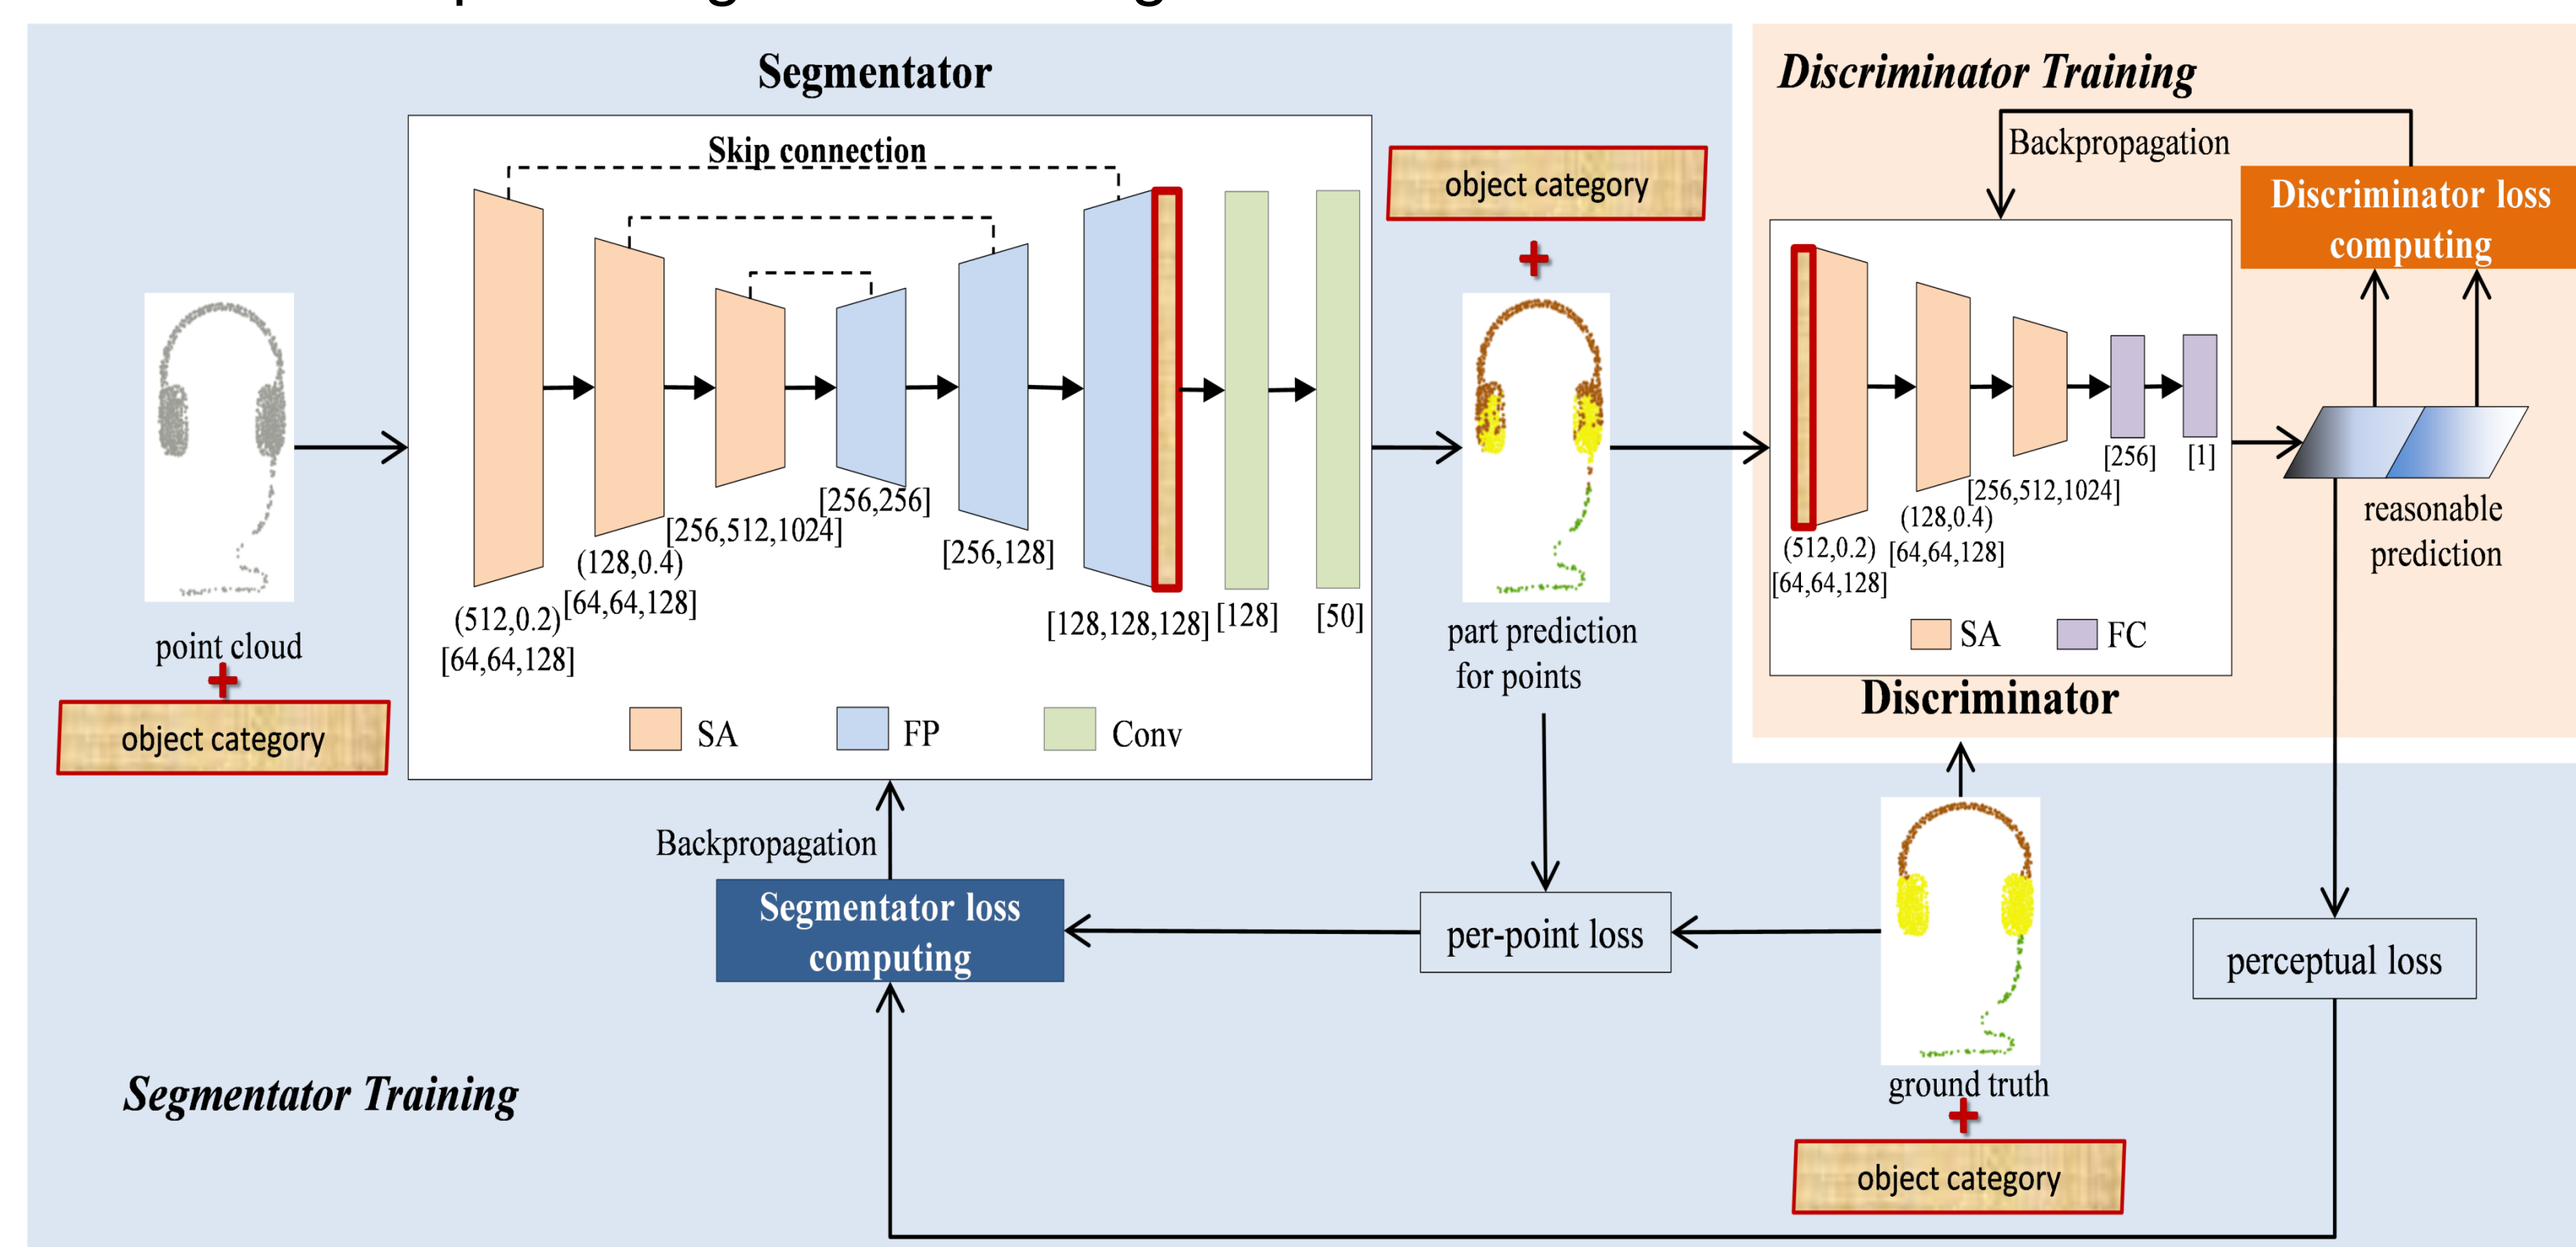 Segmentator
Skip connection
(512,0.2)
[64,64,128]
(128,0.4)
[64,64,128]
[256,512,1024]
[256,256]
[256,128]
[128,128,128]
[128]
[50]
SA
FP
Conv
point cloud
+
object category
object category
+
part prediction
for points
Discriminator Training
Backpropagation
Discriminator loss
computing
(512,0.2)
[64,64,128]
(128,0.4)
[64,64,128]
[256,512,1024]
[256]
[1]
SA
FC
Discriminator
reasonable
prediction
Backpropagation
Segmentator loss
computing
per-point loss
perceptual loss
ground truth
+
object category
Segmentator Training